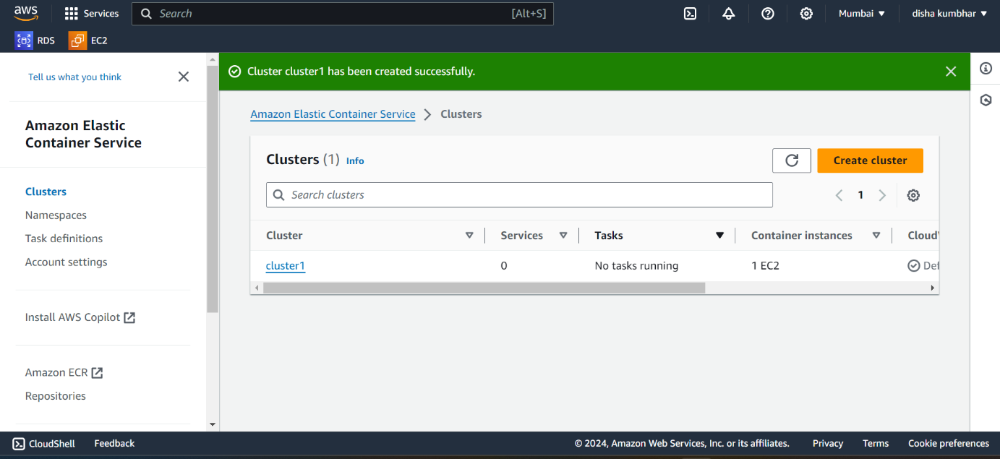 aws
Services
Search
[Alt+S]
Mumbai
disha kumbhar
RDS
EC2
Tell us what you think
Amazon Elastic
Container Service
Clusters
Namespaces
Task definitions
Account settings
Install AWS Copilot
Amazon ECR
Repositories
Cluster cluster1 has been created successfully.
Amazon Elastic Container Service > Clusters
Clusters (1) Info
Create cluster
Search clusters
1
Cluster Services Tasks Container instances Cloud
cluster1 0 No tasks running 1 EC2 Def
CloudShell Feedback © 2024, Amazon Web Services, Inc. or its affiliates. Privacy Terms Cookie preferences